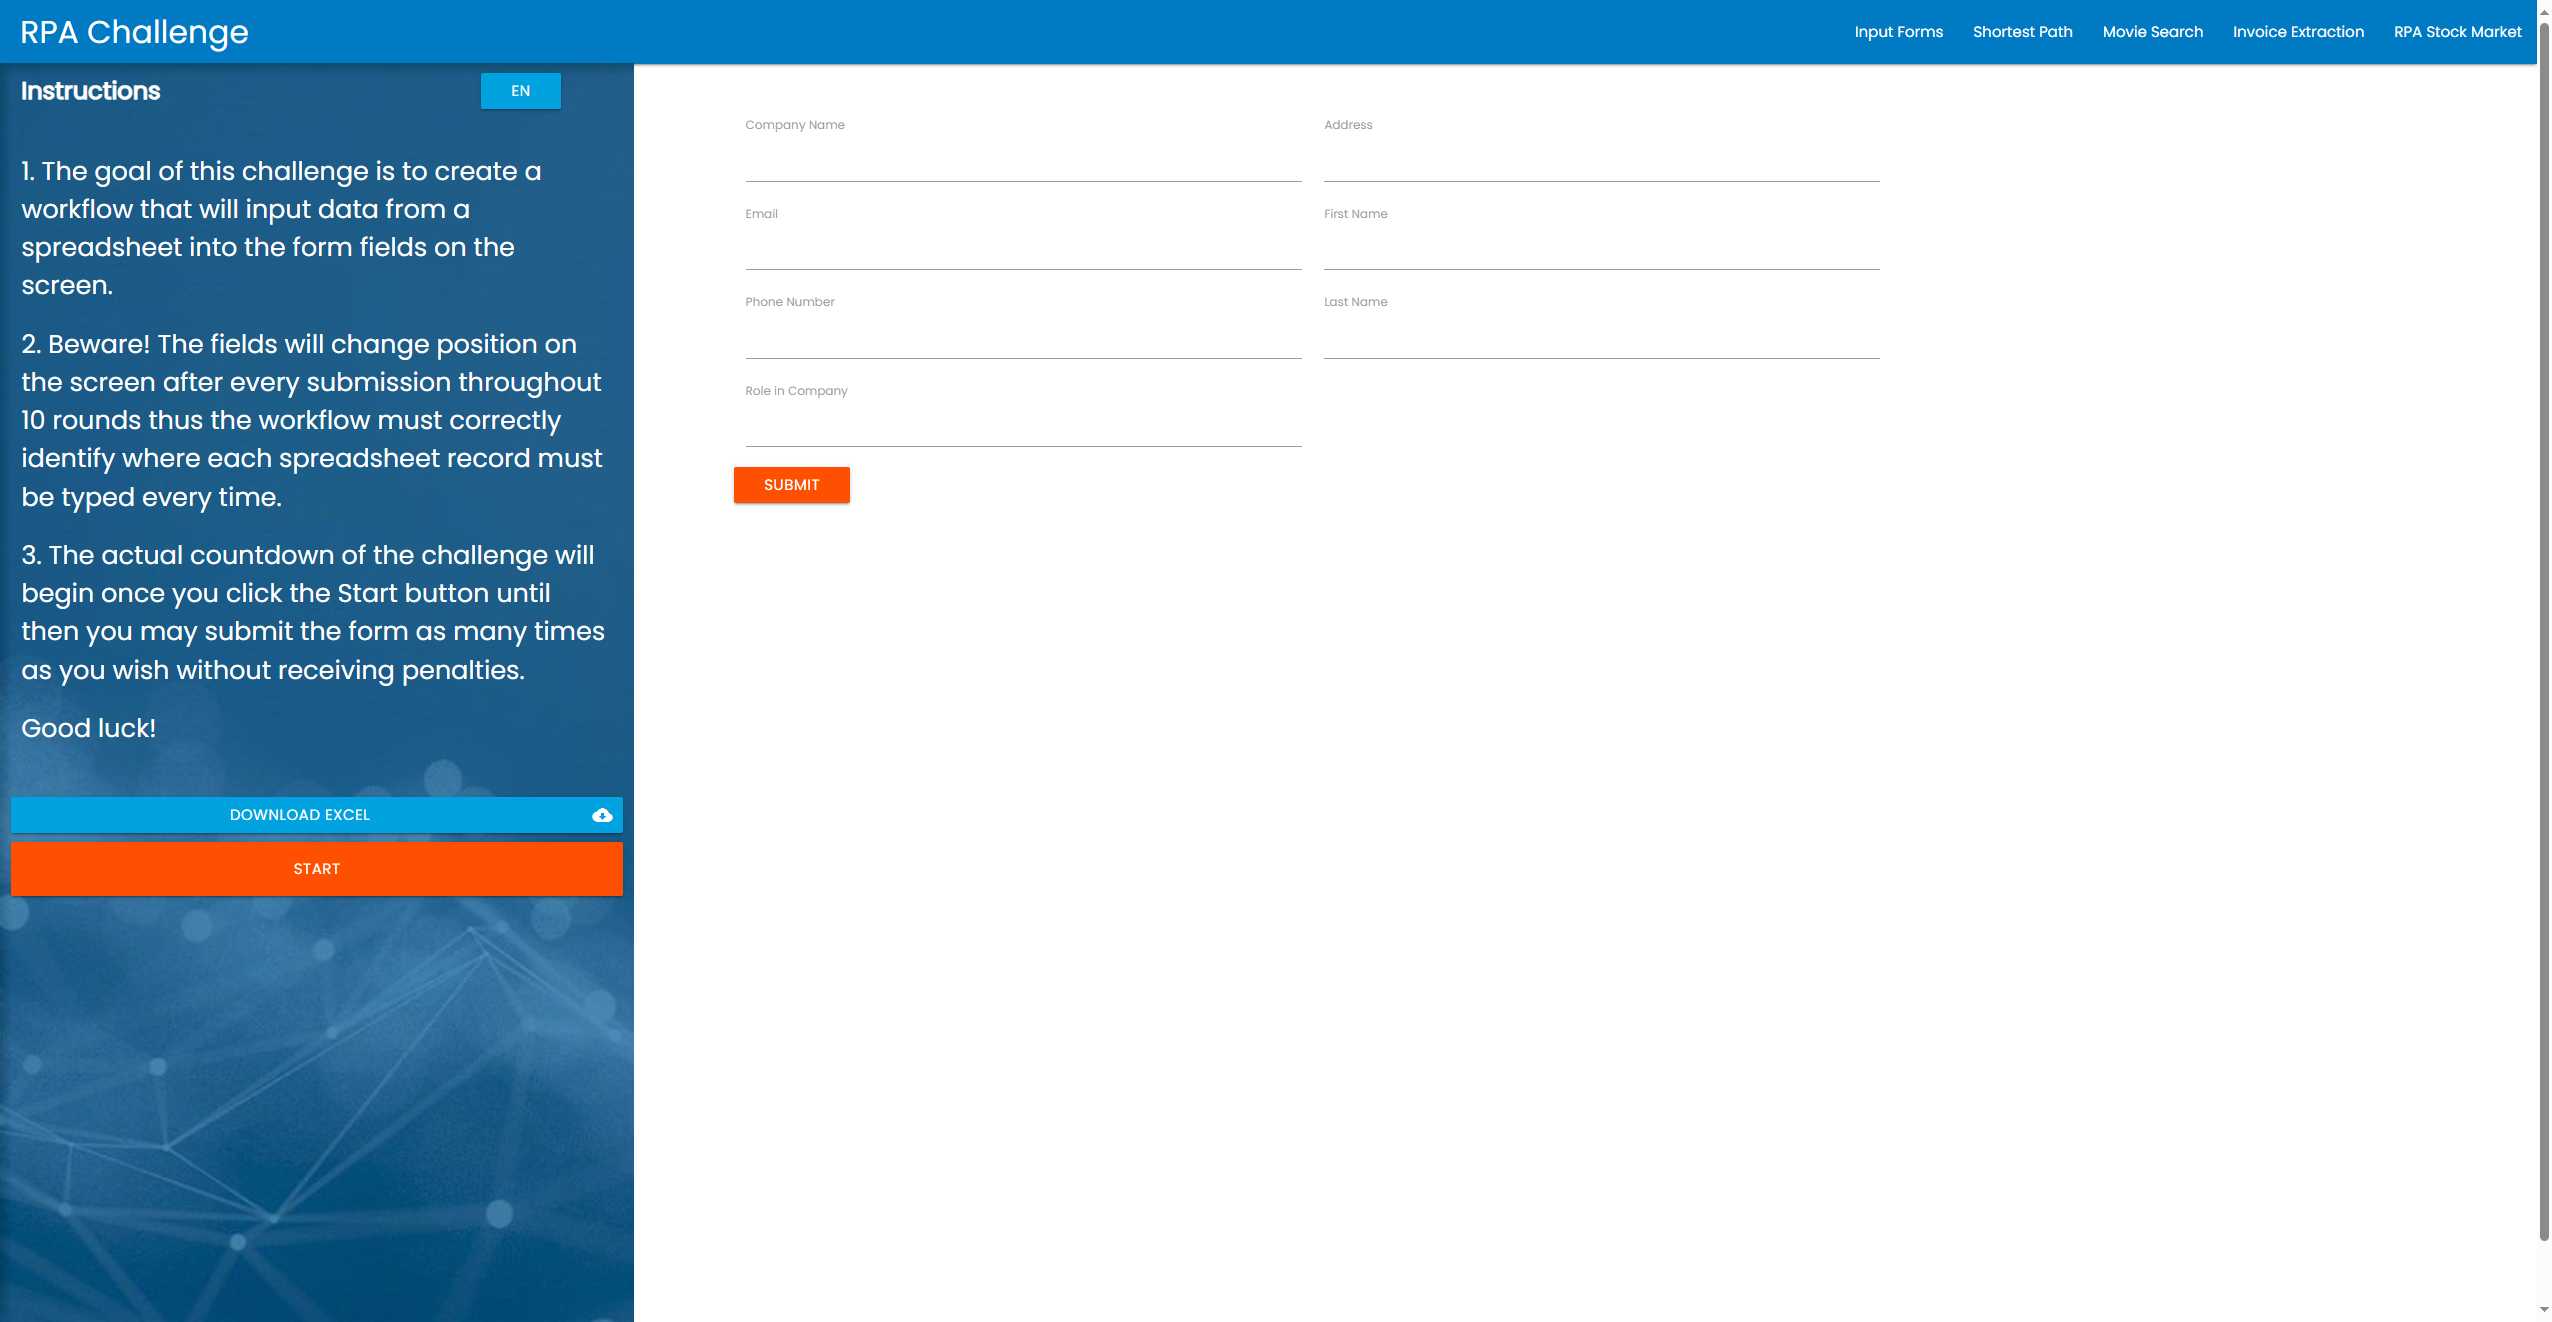 RPA Challenge
Input Forms
Shortest Path
Movie Search
Invoice Extraction
RPA Stock Market
Instructions
EN
1. The goal of this challenge is to create a
workflow that will input data from a
spreadsheet into the form fields on the
screen.
2. Beware! The fields will change position on
the screen after every submission throughout
10 rounds thus the workflow must correctly
identify where each spreadsheet record must
be typed every time.
3. The actual countdown of the challenge will
begin once you click the Start button until
then you may submit the form as many times
as you wish without receiving penalties.
Good luck!
DOWNLOAD EXCEL
START
Company Name
Address
Email
First Name
Phone Number
Last Name
Role in Company
SUBMIT